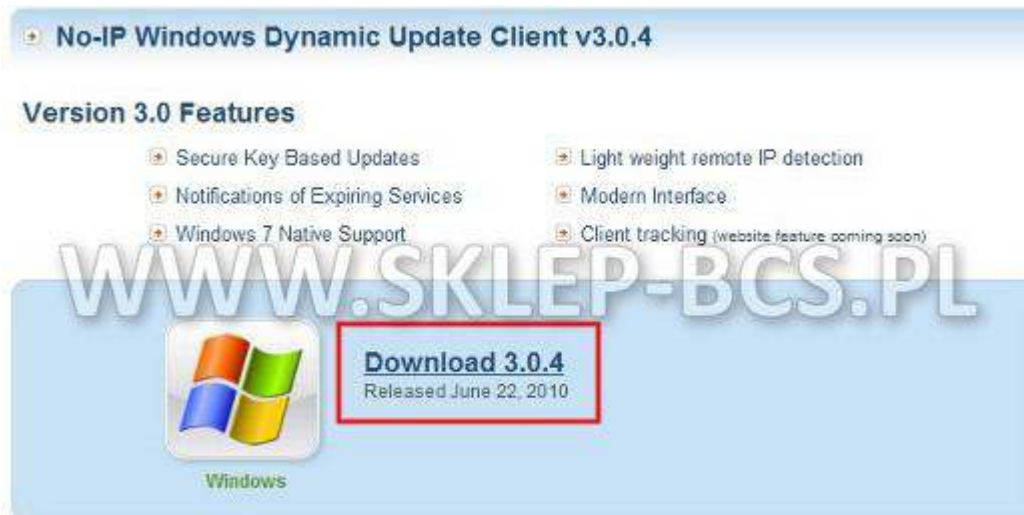 No-IP Windows Dynamic Update Client v3.0.4
Version 3.0 Features
Secure Key Based Updates
Light weight remote IP detection
Notifications of Expiring Services
Modern Interface
Windows 7 Native Support
Client tracking (website feature coming soon)
WWW.SKLEP-BCS.PL
Download 3.0.4
Released June 22, 2010
Windows